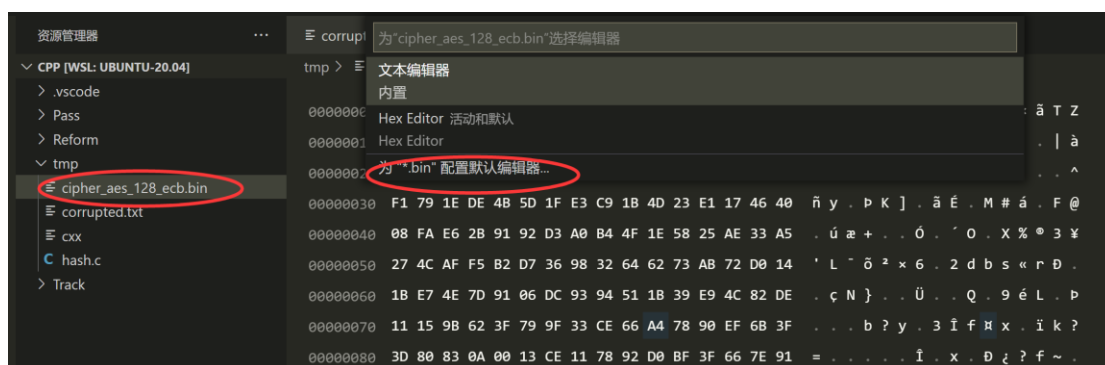 资源管理器 ...
CPP [WSL: UBUNTU-20.04]
.vscode
Pass
Reform
tmp
cipher_aes_128_ecb.bin
corrupted.txt
cxx
C hash.c
Track
corrupt
tmp >
为"cipher_aes_128_ecb.bin"选择编辑器
文本编辑器
内置
Hex Editor 活动和默认
Hex Editor
为 "*.bin" 配置默认编辑器...
ã T Z
. | à
. . ^
00000030 F1 79 1E DE 4B 5D 1F E3 C9 1B 4D 23 E1 17 46 40 ñ y . Þ K ] . ã É . M # á . F @
00000040 08 FA E6 2B 91 92 D3 A0 B4 4F 1E 58 25 AE 33 A5 . ú æ + . . Ó . ´ O . X % ® 3 ¥
00000050 27 4C AF F5 B2 D7 36 98 32 64 62 73 AB 72 D0 14 ' L ¯ õ ² × 6 . 2 d b s « r Ð .
00000060 1B E7 4E 7D 91 06 DC 93 94 51 1B 39 E9 4C 82 DE . ç N } . . Ü . . Q . 9 é L . Þ
00000070 11 15 9B 62 3F 79 9F 33 CE 66 A4 78 90 EF 6B 3F . . . b ? y . 3 Î f ¤ x . ï k ?
00000080 3D 80 83 0A 00 13 CE 11 78 92 D0 BF 3F 66 7E 91 = . . . . . Î . x . Ð ¿ ? f ~ .